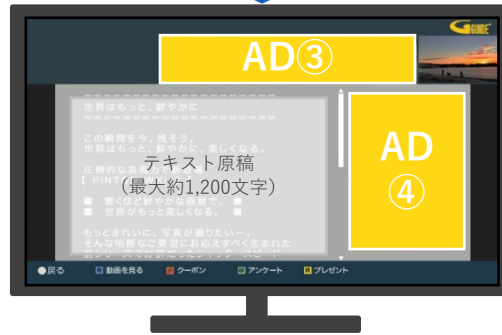 G GUIDE
AD③
世界はもっと、鮮やかに
この瞬間を今、残そう。
世界はもっと、鮮やかに、美しくなる。
テキスト原稿
(最大約1,200文字)
AD
④
■ 驚くほど鮮やかな画質で、 ■
■ 世界がもっと美しくなる。 ■
もっときれいに、写真が撮りたいー。
そんな明解なご要望にお応えすべく生まれた
●戻る 動画を見る クーポン アンケート プレゼント